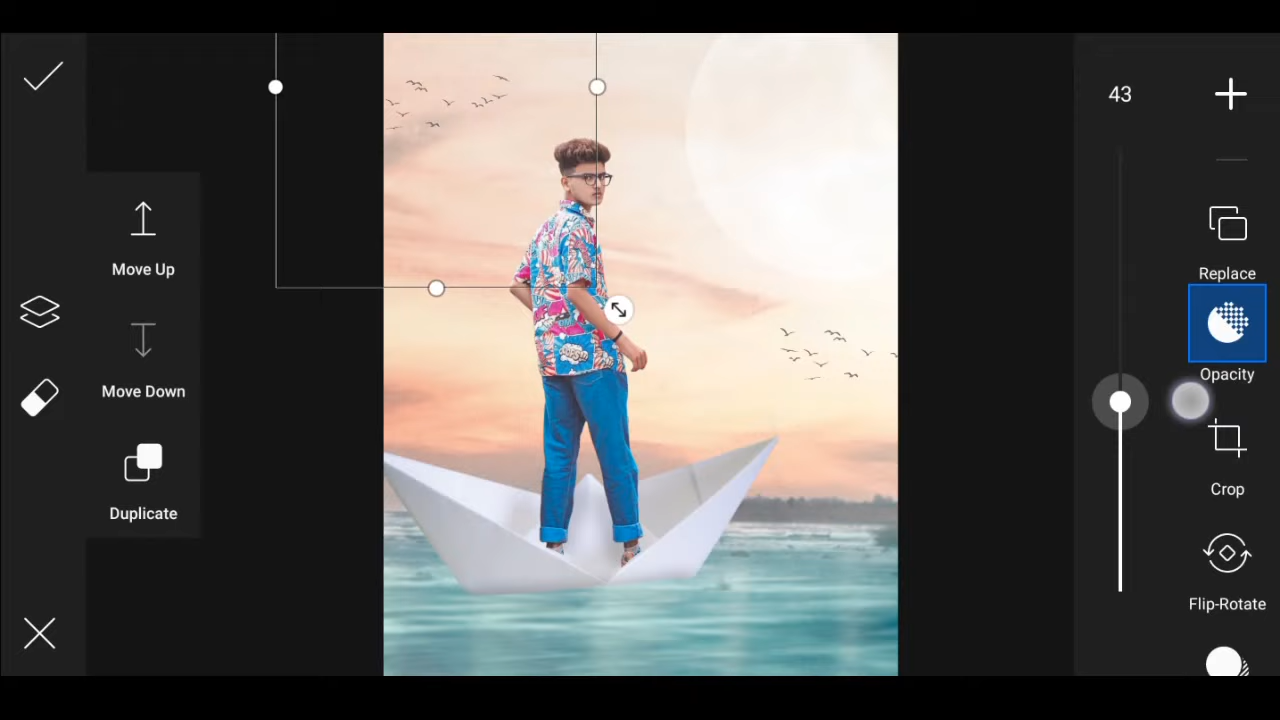 43
Move Up
Replace
Move Down
Opacity
Crop
Duplicate
Flip-Rotate